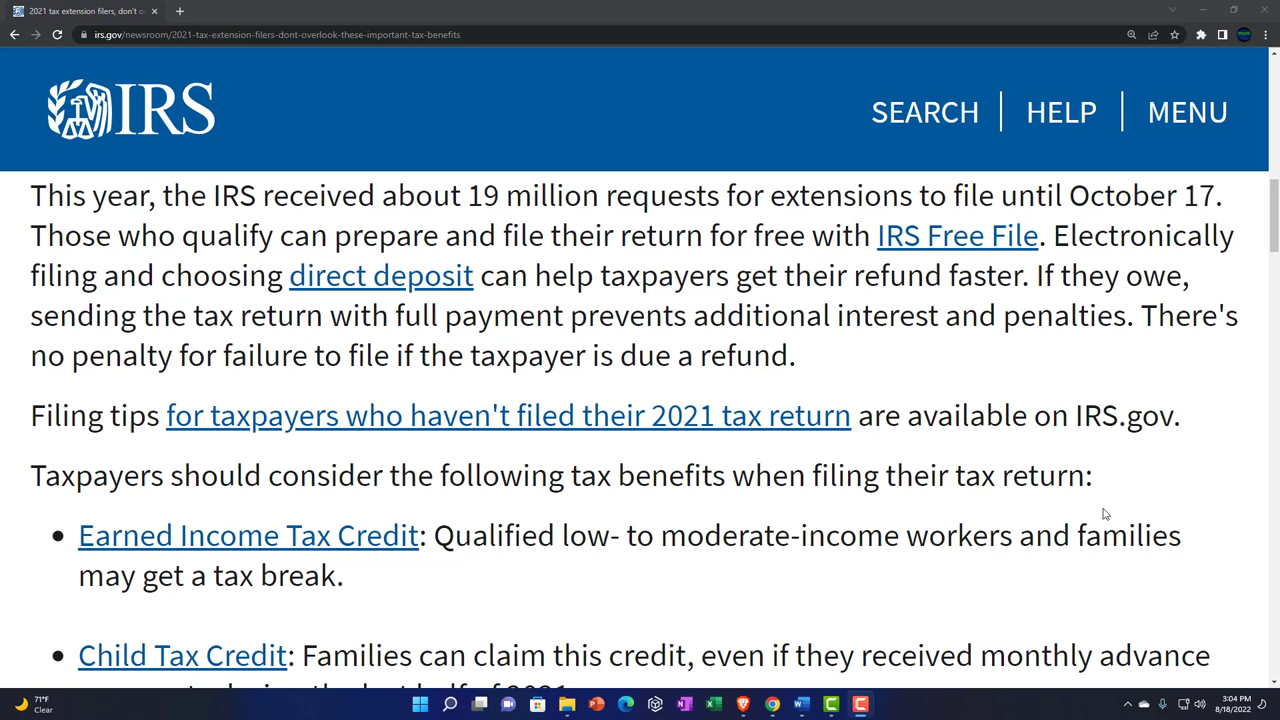 2021 tax extension filers, don't o
irs.gov/newsroom/2021-tax-extension-filers-dont-overlook-these-important-tax-benefits
IRS
SEARCH | HELP | MENU
This year, the IRS received about 19 million requests for extensions to file until October 17.
Those who qualify can prepare and file their return for free with IRS Free File. Electronically
filing and choosing direct deposit can help taxpayers get their refund faster. If they owe,
sending the tax return with full payment prevents additional interest and penalties. There's
no penalty for failure to file if the taxpayer is due a refund.
Filing tips for taxpayers who haven't filed their 2021 tax return are available on IRS.gov.
Taxpayers should consider the following tax benefits when filing their tax return:
• Earned Income Tax Credit: Qualified low- to moderate-income workers and families
may get a tax break.
• Child Tax Credit: Families can claim this credit, even if they received monthly advance
71°F
Clear
3:04 PM
8/18/2022